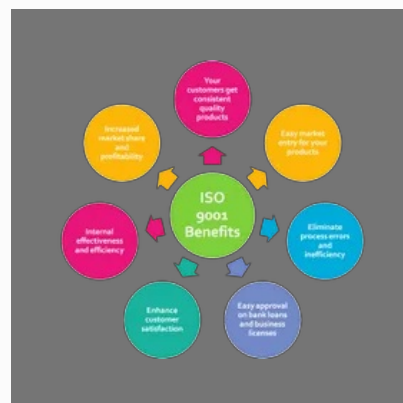 Your
customers get
consistent
quality
products
Increased
market share
and
profitability
Easy market
entry for your
products
ISO
9001
Benefits
Internal
effectiveness
and efficiency
Eliminate
process errors
and
inefficiency
Enhance
customer
satisfaction
Easy approval
on bank loans
and business
licenses